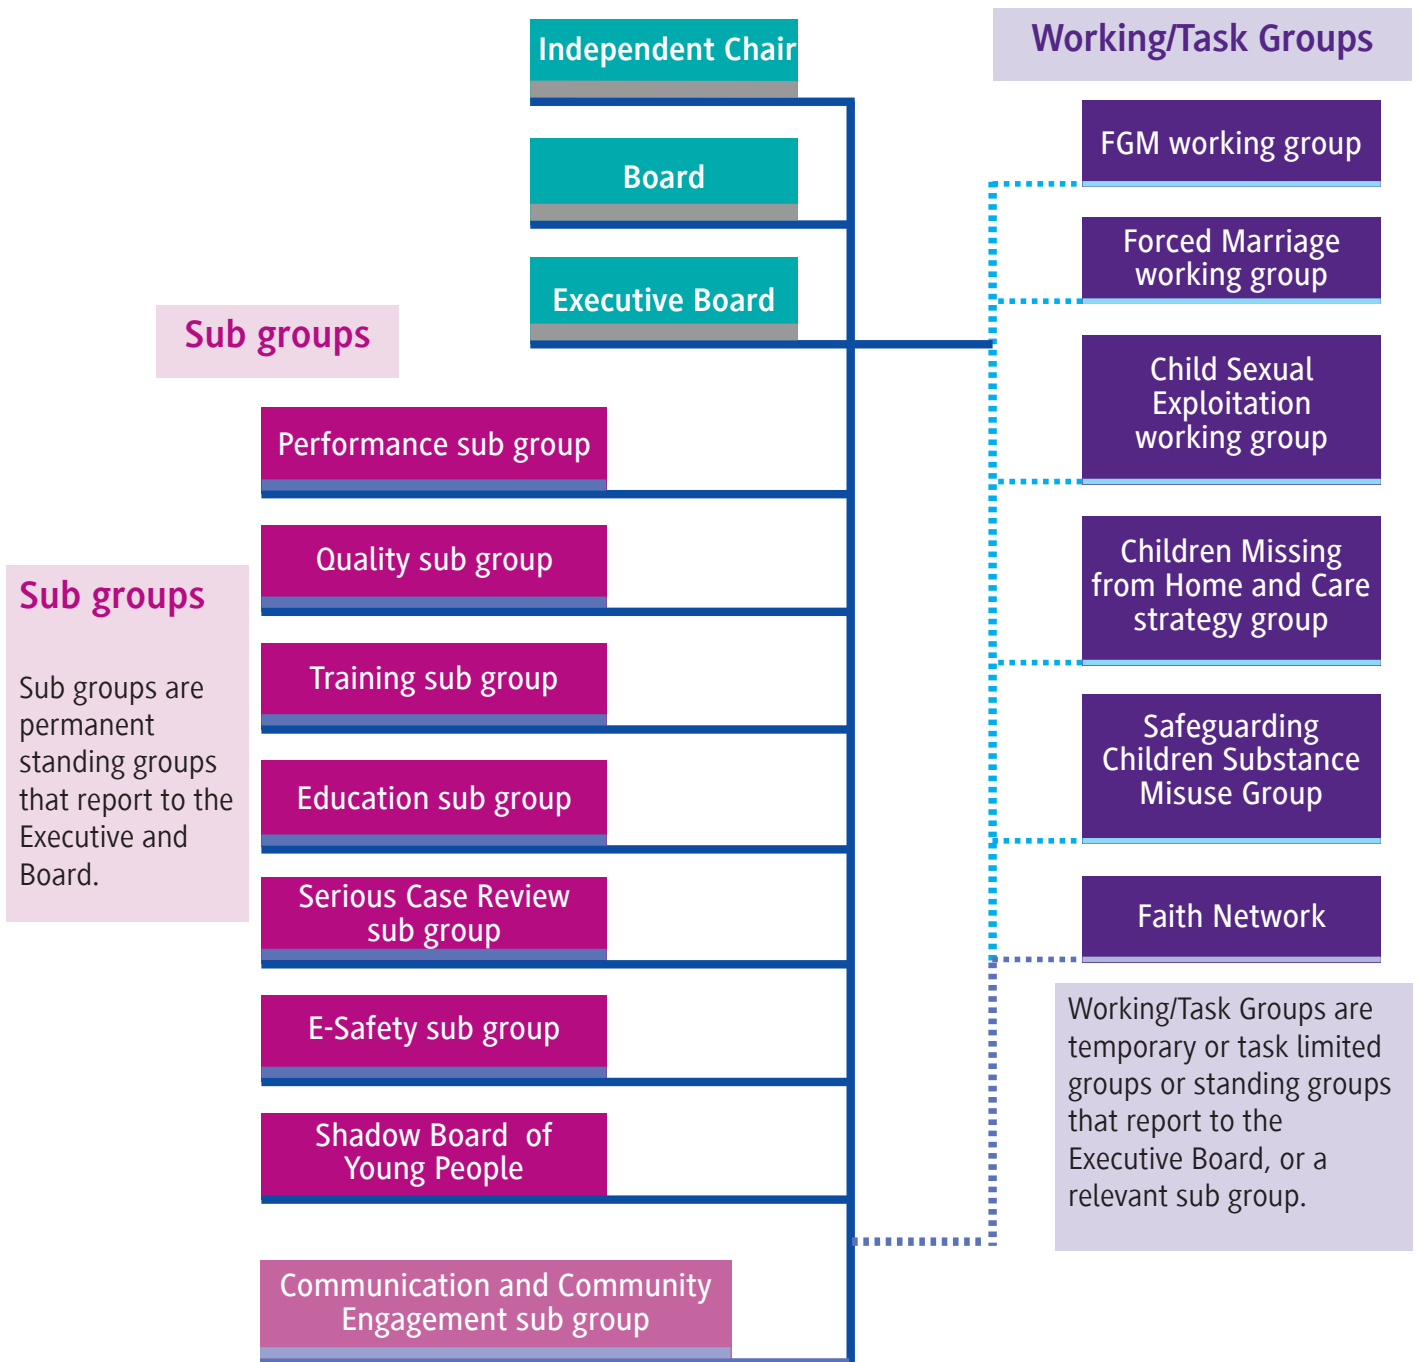 Independent Chair
Board
Executive Board
Sub groups
Performance sub group
Quality sub group
Training sub group
Education sub group
Serious Case Review
sub group
E-Safety sub group
Shadow Board of
Young People
Communication and Community
Engagement sub group
Sub groups
Sub groups are
permanent
standing groups
that report to the
Executive and
Board.
Working/Task Groups
FGM working group
Forced Marriage
working group
Child Sexual
Exploitation
working group
Children Missing
from Home and Care
strategy group
Safeguarding
Children Substance
Misuse Group
Faith Network
Working/Task Groups are
temporary or task limited
groups or standing groups
that report to the
Executive Board, or a
relevant sub group.